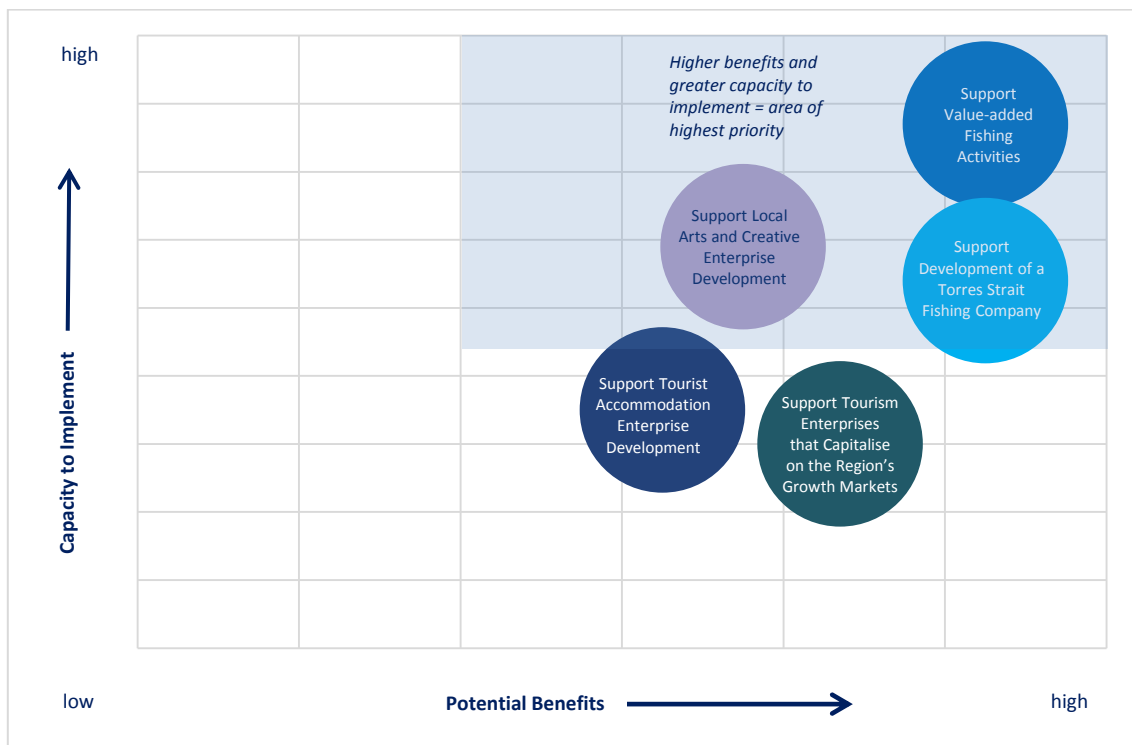 high
Higher benefits and
greater capacity to
implement = area of
highest priority
Support
Value-added
Fishing
Activities
Support Local
Arts and Creative
Enterprise
Development
Support
Development of a
Torres Strait
Fishing Company
Support Tourist
Accommodation
Enterprise
Development
Support Tourism
Enterprises
that Capitalise
on the Region’s
Growth Markets
Capacity to Implement
low
Potential Benefits
high